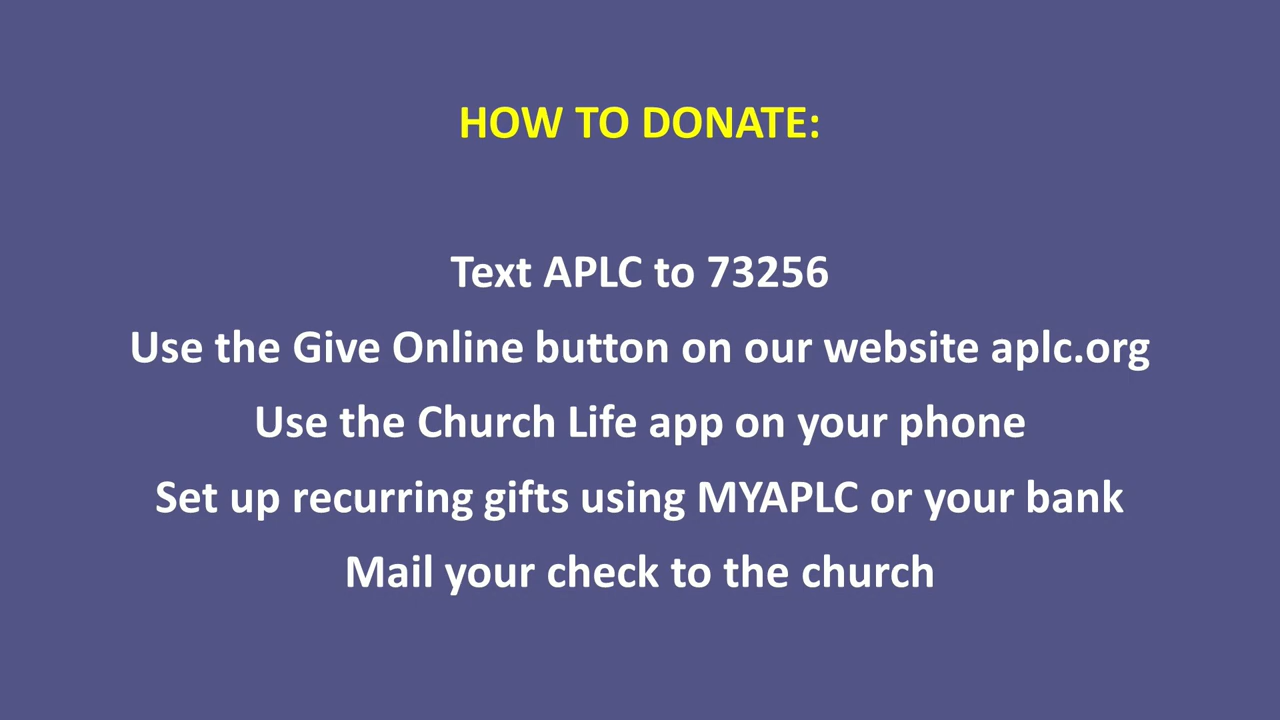 HOW TO DONATE:
Text APLC to 73256
Use the Give Online button on our website aplc.org
Use the Church Life app on your phone
Set up recurring gifts using MYAPLC or your bank
Mail your check to the church